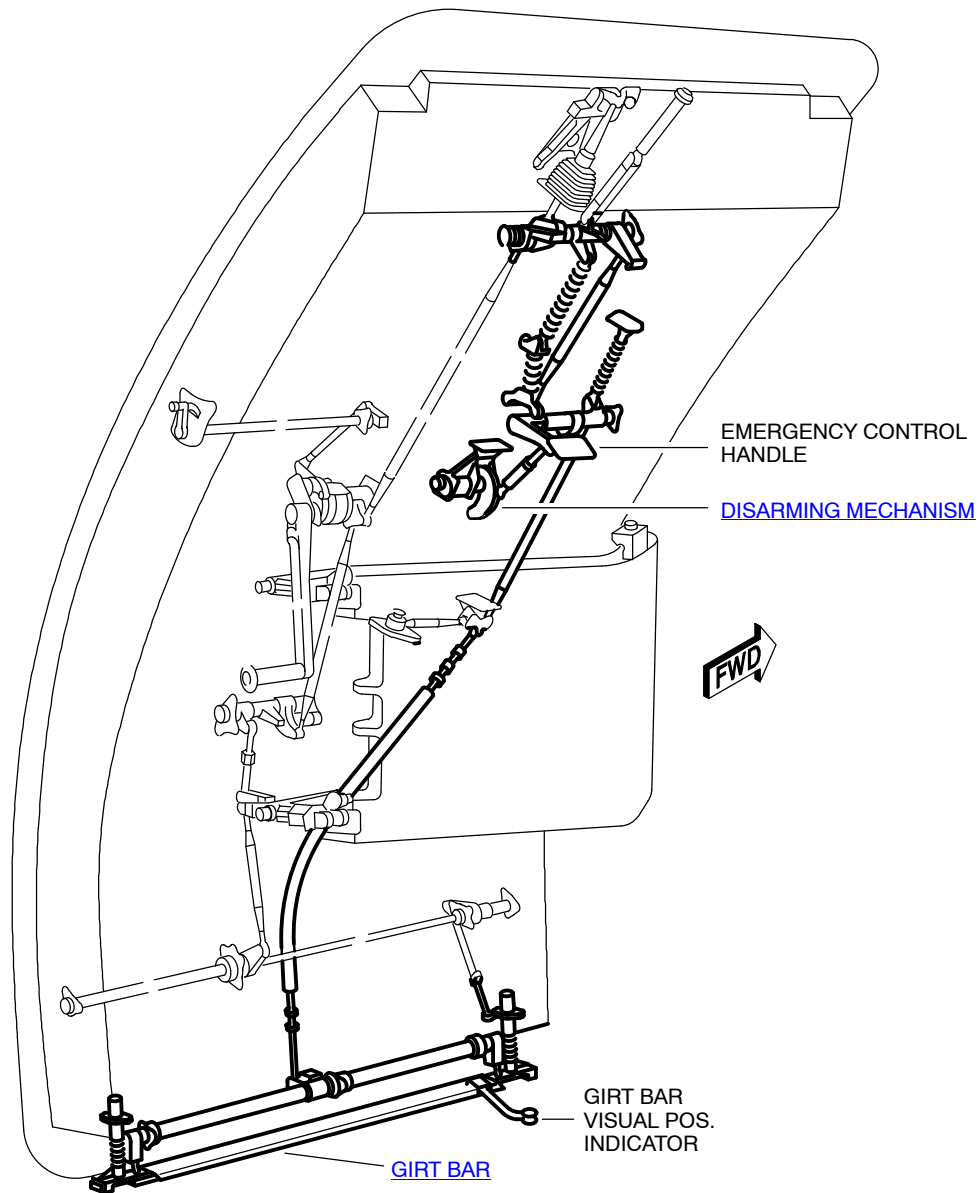 EMERGENCY CONTROL
HANDLE
DISARMING MECHANISM
FWD
GIRT BAR
VISUAL POS.
INDICATOR
GIRT BAR